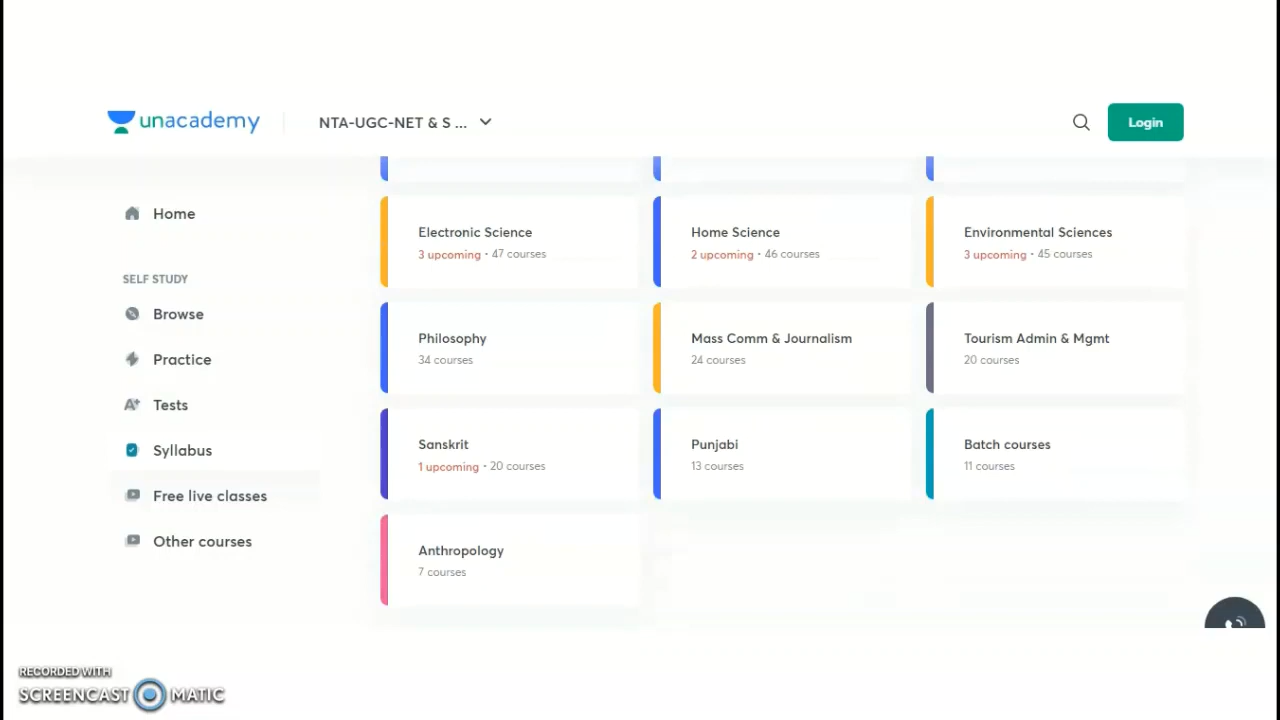 unacademy
NTA-UGC-NET & S ...
Login
Home
SELF STUDY
Browse
Practice
Tests
Syllabus
Free live classes
Other courses
Electronic Science
3 upcoming • 47 courses
Home Science
2 upcoming • 46 courses
Environmental Sciences
3 upcoming • 45 courses
Philosophy
34 courses
Mass Comm & Journalism
24 courses
Tourism Admin & Mgmt
20 courses
Sanskrit
1 upcoming • 20 courses
Punjabi
13 courses
Batch courses
11 courses
Anthropology
7 courses
RECORDED WITH
SCREENCAST MATIC